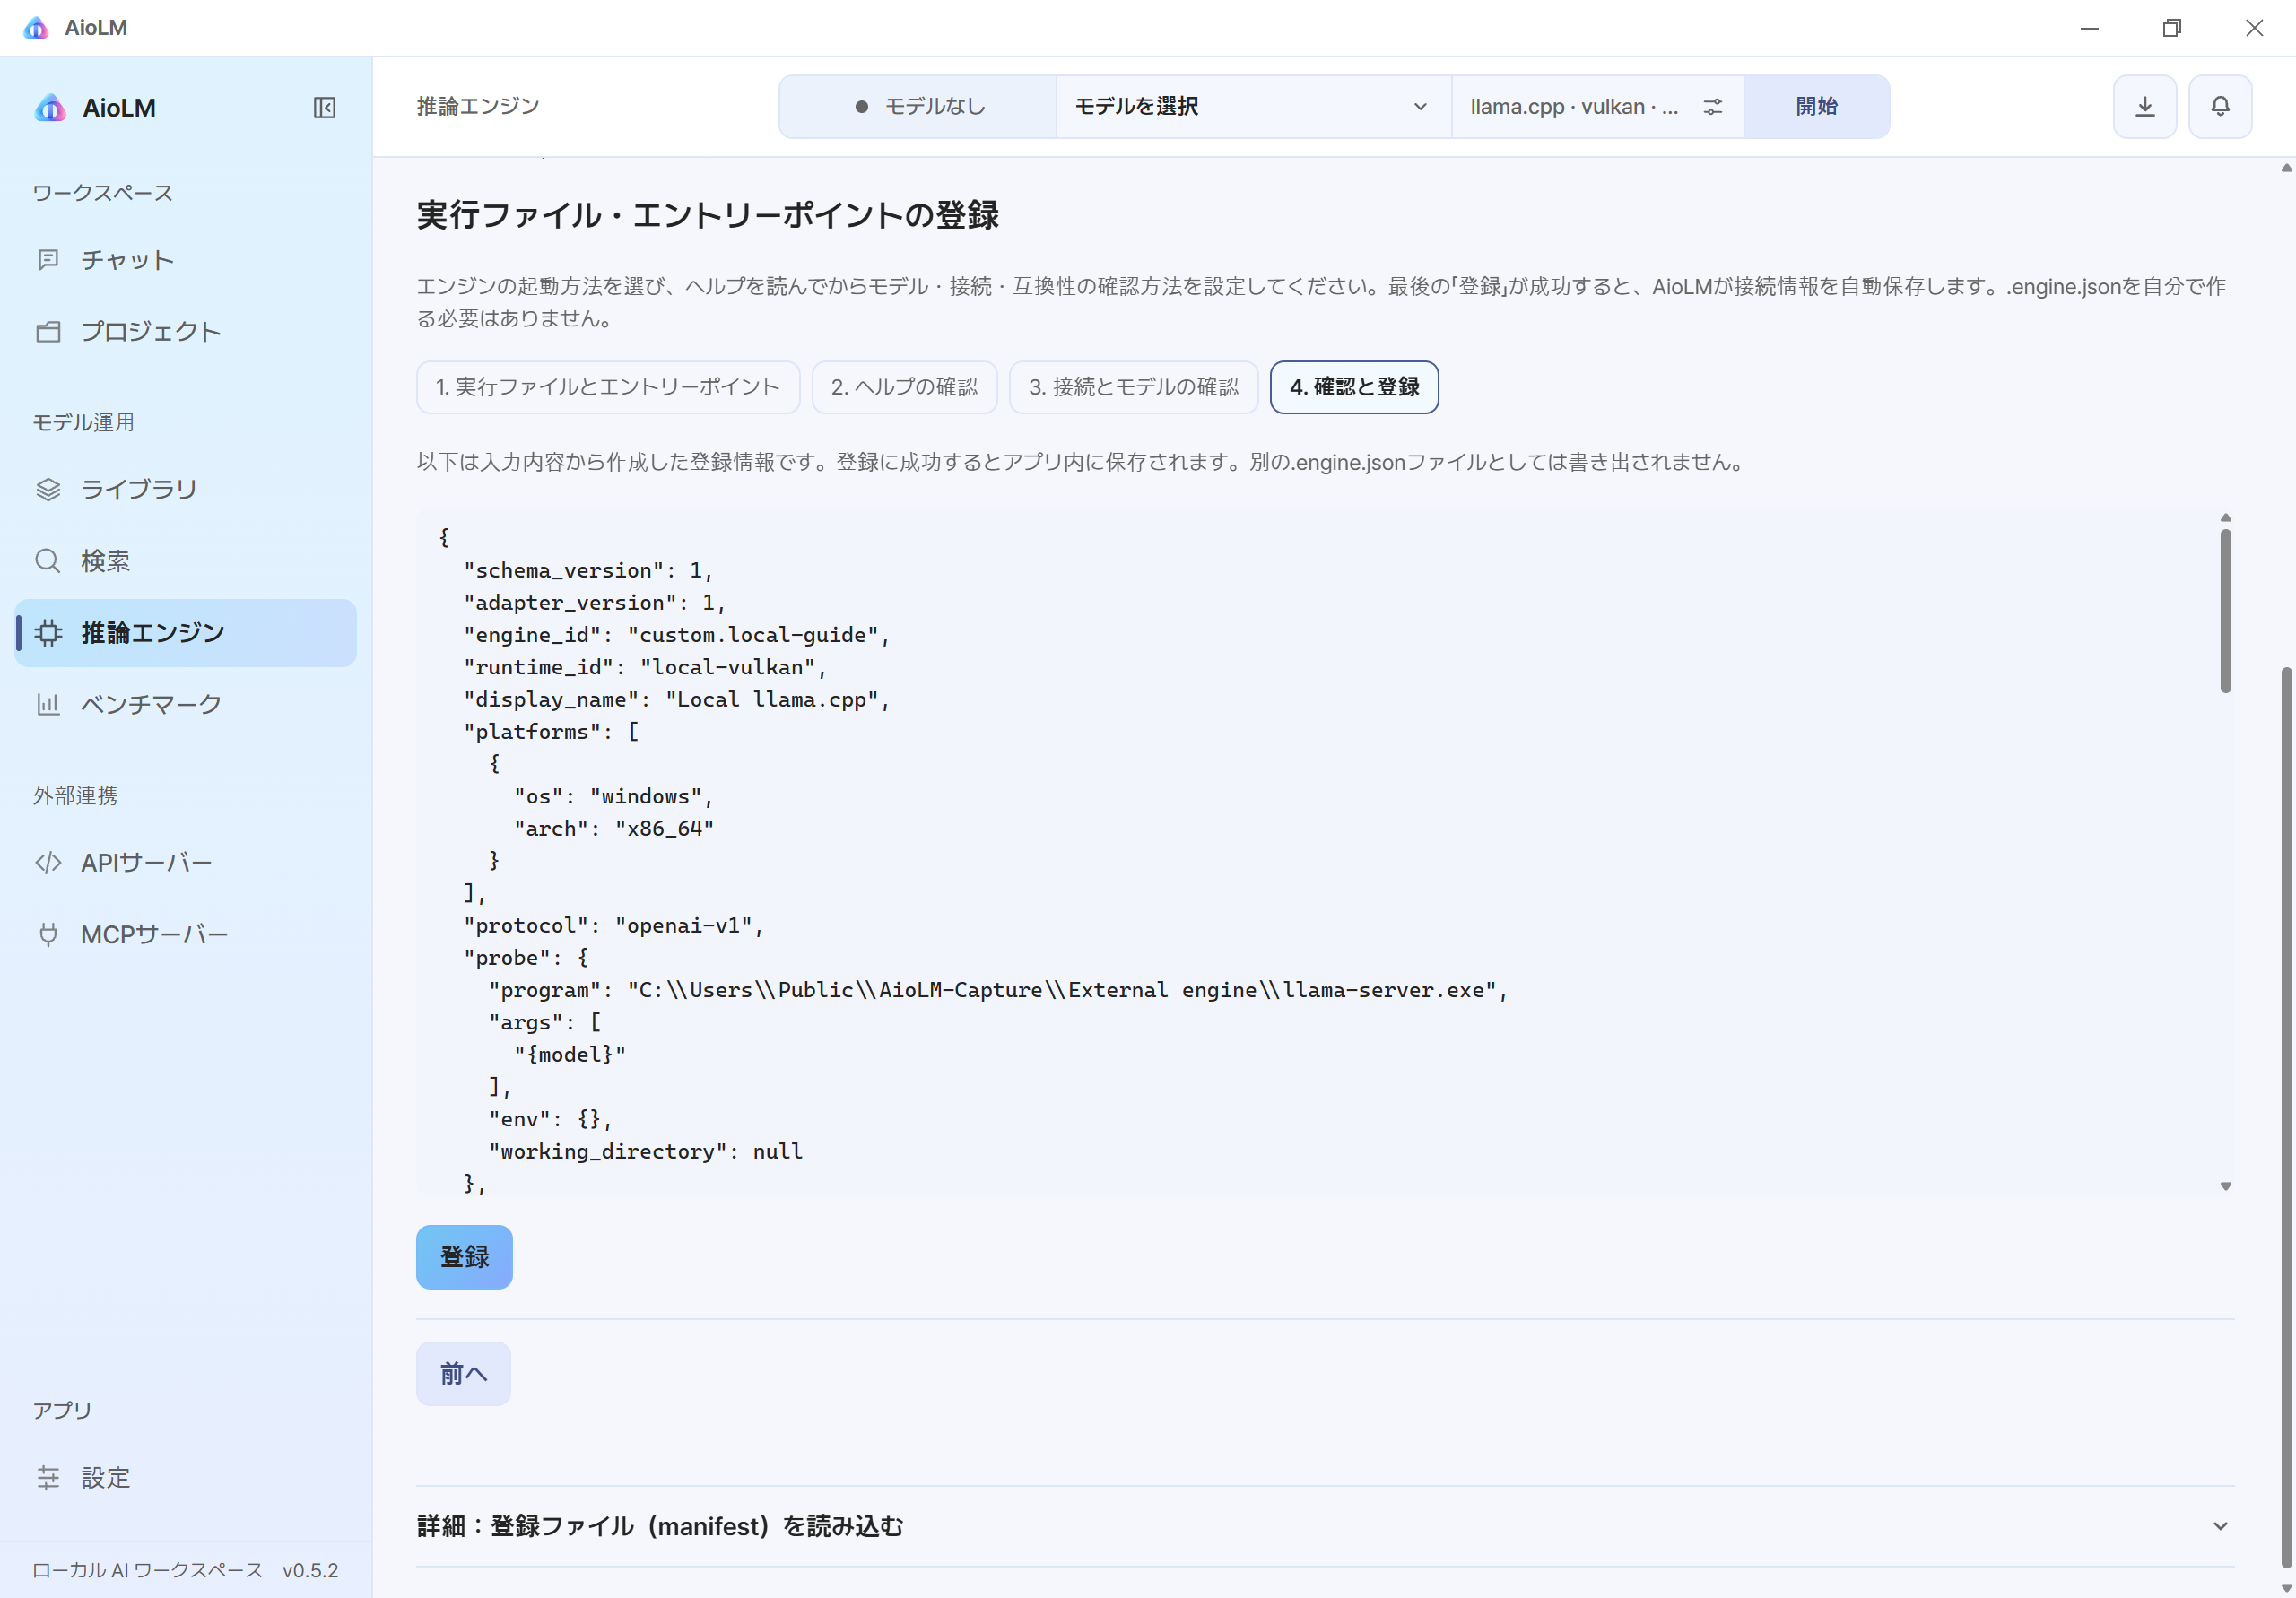 AioLM
AioLM
ワークスペース
チャット
プロジェクト
モデル運用
ライブラリ
検索
推論エンジン
ベンチマーク
外部連携
APIサーバー
MCPサーバー
アプリ
設定
ローカル AI ワークスペース v0.5.2
推論エンジン
モデルなし
モデルを選択
llama.cpp · vulkan · ...
開始
実行ファイル・エントリーポイントの登録
エンジンの起動方法を選び、ヘルプを読んでからモデル・接続・互換性の確認方法を設定してください。最後の「登録」が成功すると、AioLMが接続情報を自動保存します。.engine.jsonを自分で作
る必要はありません。
1. 実行ファイルとエントリーポイント
2. ヘルプの確認
3. 接続とモデルの確認
4. 確認と登録
以下は入力内容から作成した登録情報です。登録に成功するとアプリ内に保存されます。別の.engine.jsonファイルとしては書き出されません。
{
"schema_version": 1,
"adapter_version": 1,
"engine_id": "custom.local-guide",
"runtime_id": "local-vulkan",
"display_name": "Local llama.cpp",
"platforms": [
{
"os": "windows",
"arch": "x86_64"
}
],
"protocol": "openai-v1",
"probe": {
"program": "C:\\Users\\Public\\AioLM-Capture\\External engine\\llama-server.exe",
"args": [
"{model}"
],
"env": {},
"working_directory": null
},
登録
前へ
詳細：登録ファイル（manifest）を読み込む